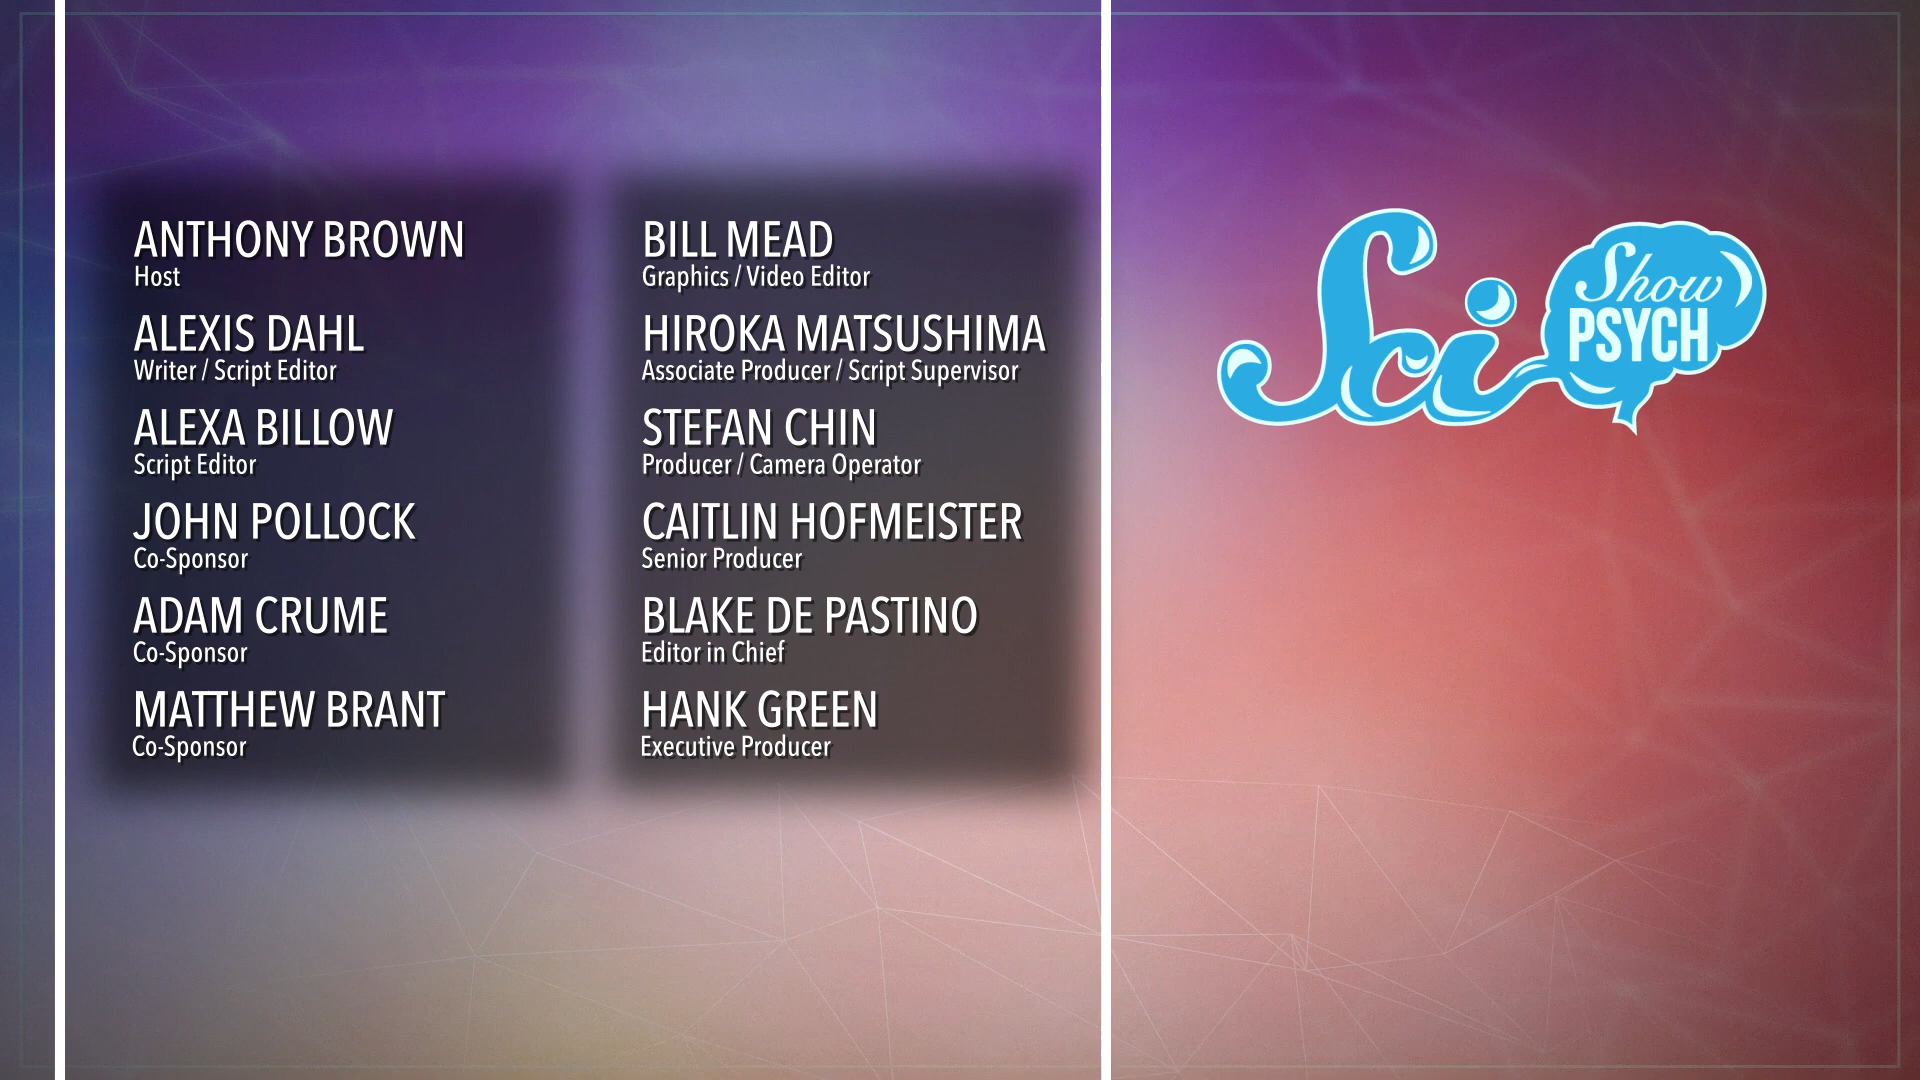 ANTHONY BROWN
Host
ALEXIS DAHL
Writer / Script Editor
ALEXA BILLOW
Script Editor
JOHN POLLOCK
Co-Sponsor
ADAM CRUME
Co-Sponsor
MATTHEW BRANT
Co-Sponsor
BILL MEAD
Graphics / Video Editor
HIROKA MATSUSHIMA
Associate Producer / Script Supervisor
STEFAN CHIN
Producer / Camera Operator
CAITLIN HOFMEISTER
Senior Producer
BLAKE DE PASTINO
Editor in Chief
HANK GREEN
Executive Producer
Sci
Show
PSYCH